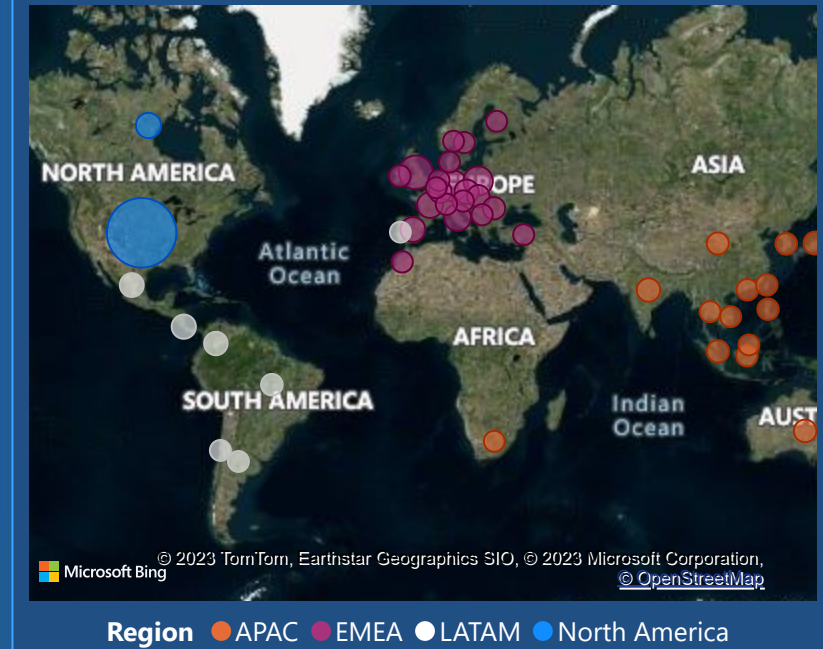 NORTH AMERICA
ASIA
OPE
Atlantic
Ocean
AFRICA
SOUTH AMERICA
Indian
Ocean
AUST
© 2023 TomTom, Earthstar Geographics SIO, © 2023 Microsoft Corporation,
Microsoft Bing
© OpenStreetMap
Region APAC EMEA LATAM North America